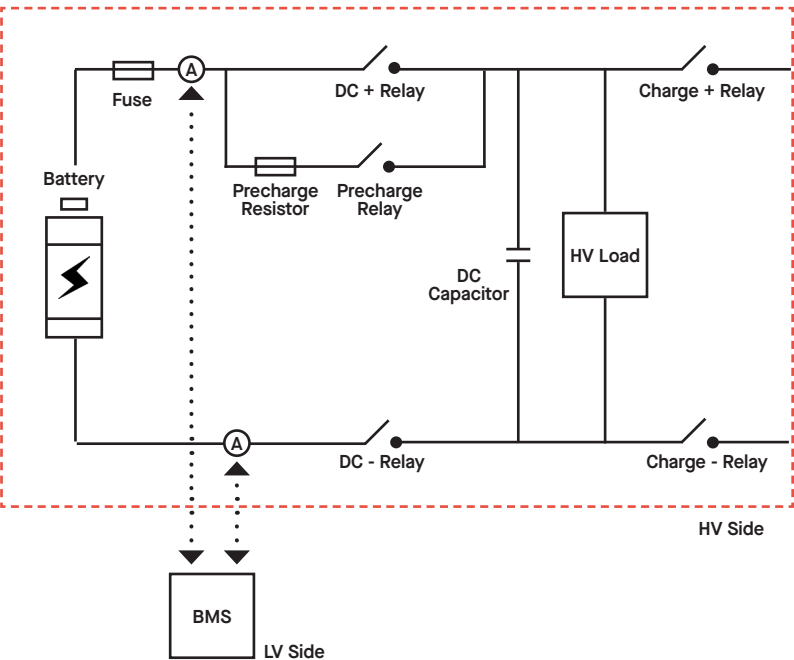 A
Fuse
DC + Relay
Charge + Relay
Battery
Precharge
Resistor
Precharge
Relay
HV Load
DC
Capacitor
A
DC - Relay
Charge - Relay
HV Side
BMS
LV Side